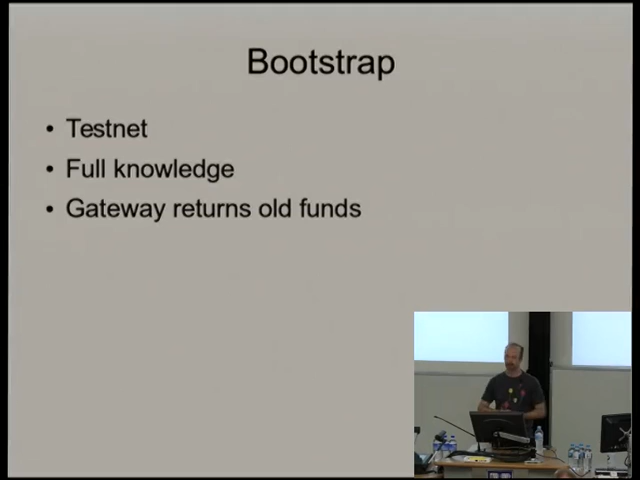 Bootstrap
• Testnet
• Full knowledge
• Gateway returns old funds